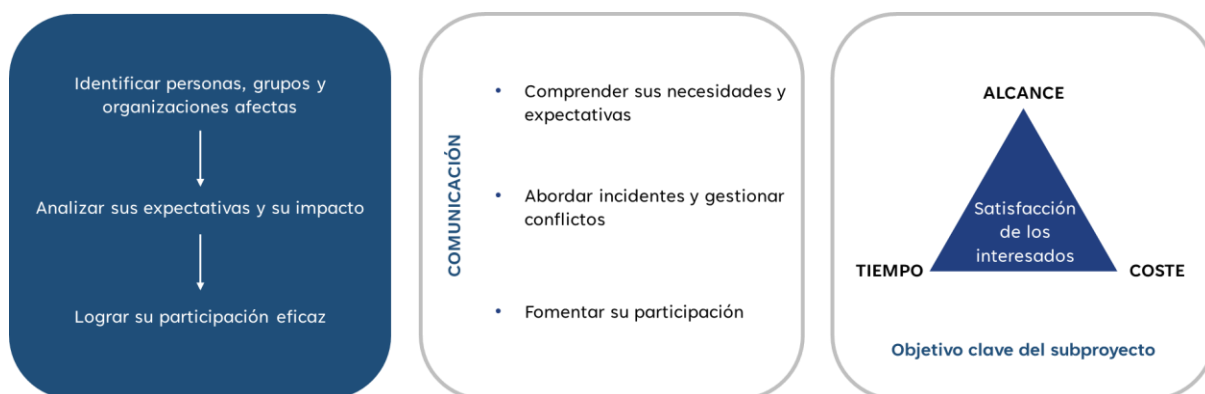 Identificar personas, grupos y
organizaciones afectas
Analizar sus expectativas y su impacto
Lograr su participación eficaz
COMUNICACIÓN
• Comprender sus necesidades y
expectativas
• Abordar incidentes y gestionar
conflictos
• Fomentar su participación
ALCANCE
Satisfacción
de los
interesados
TIEMPO
COSTE
Objetivo clave del subproyecto